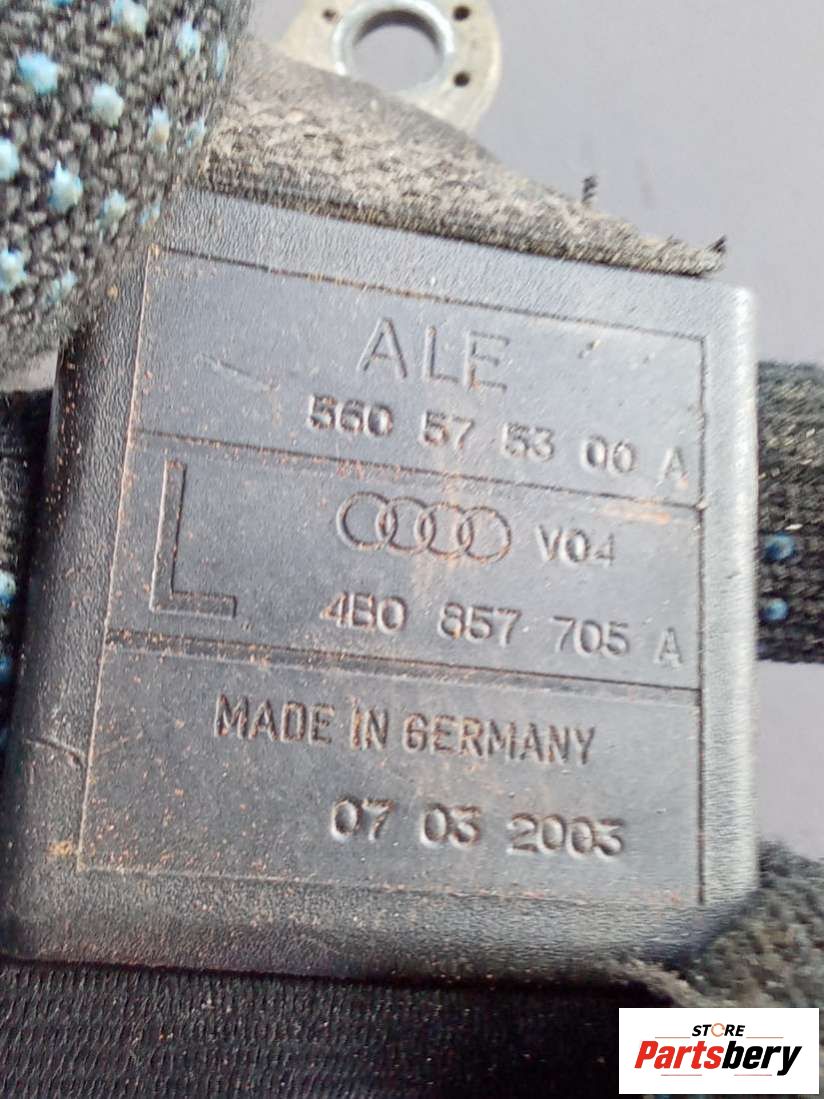 ALE
560 57 53 00 A
L
V04
4B0 857 705 A
MADE IN GERMANY
07 03 2003
STORE
Partsbery